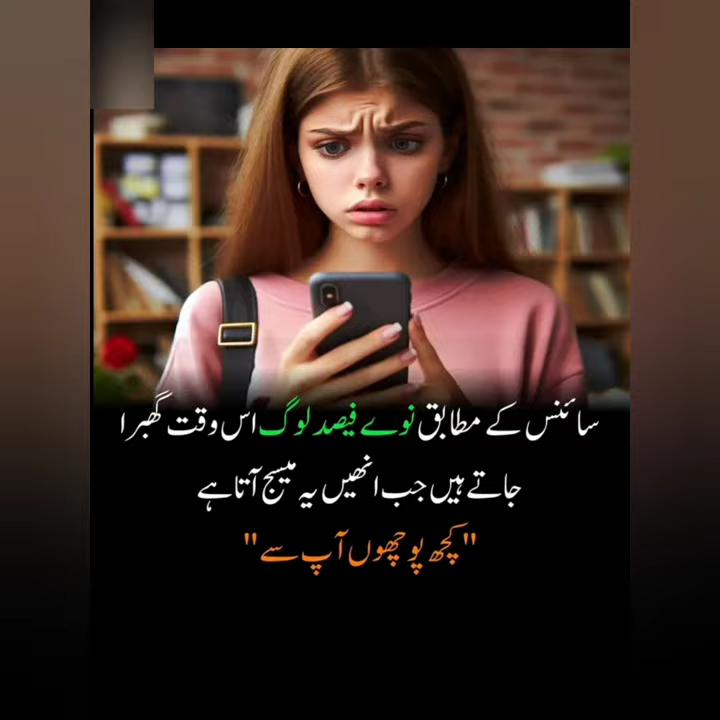 سائنس کے مطابق نوے فیصد لوگ اس وقت گھبرا
جاتے ہیں جب انھیں یہ میسج آتا ہے
"کچھ پوچھوں آپ سے"